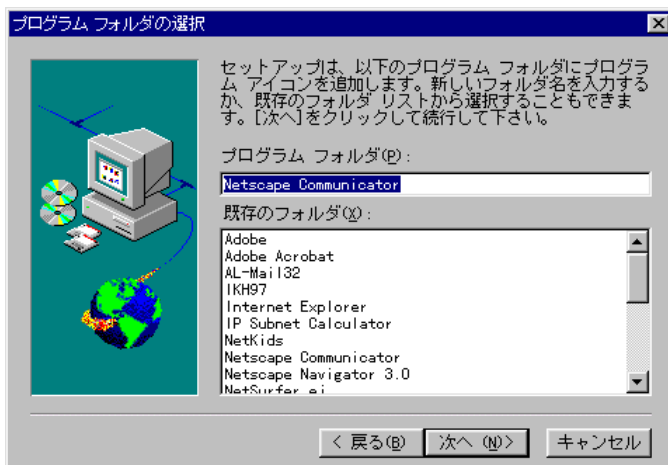 プログラム フォルダの選択
セットアップは、以下のプログラム フォルダにプログラ
ム アイコンを追加します。新しいフォルダ名を入力する
か、既存のフォルダ リストから選択することもできま
す。[次へ]をクリックして続行して下さい。
プログラム フォルダ(P):
Netscape Communicator
既存のフォルダ(X):
Adobe
Adobe Acrobat
AL-Mail32
IKH97
Internet Explorer
IP Subnet Calculator
NetKids
Netscape Communicator
Netscape Navigator 3.0
NetSurfer ei
< 戻る(B)
次へ (N)>
キャンセル